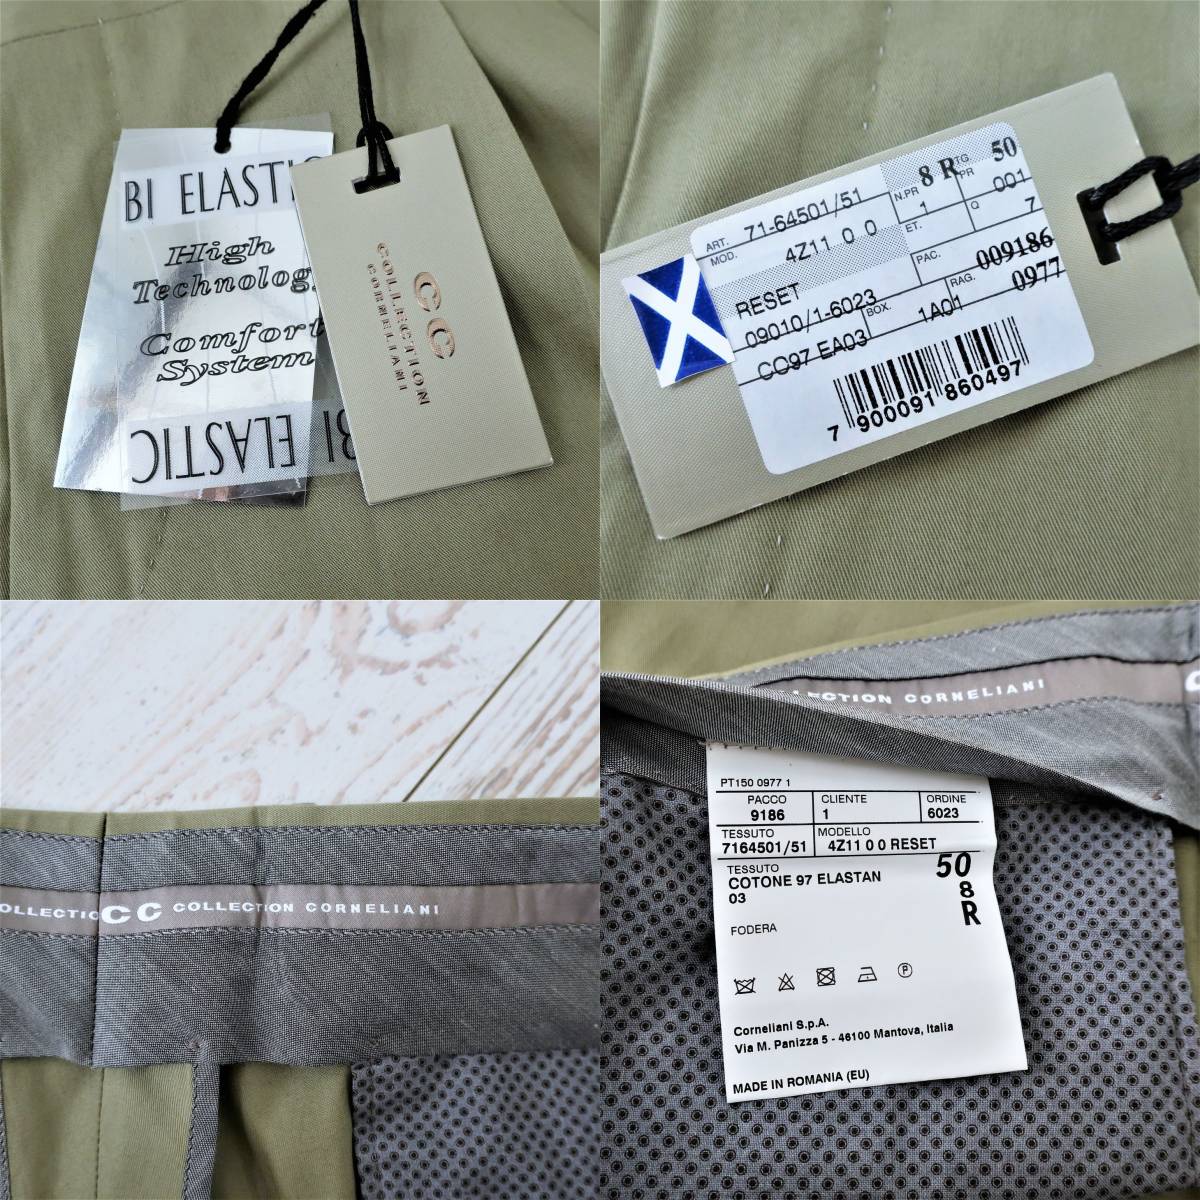 BI ELASTIC
High
Technology
Comfort
System
BI ELASTIC
CC
COLLECTION
CORNELIANI
ART. 71-64501/51
N.PR 8 R TG. 50
MOD. 4Z11 0 0
1 PR 001
ET. Q 7
RESET
PAC. 009186
09010/1-6023
BOX. 1A01 RAG. 0977
CO97 EA03
7 900091 860497
OLLECTIO CC COLLECTION CORNELIANI
LLECTION CORNELIANI
C
PT150 0977 1
PACCO CLIENTE ORDINE
9186 1 6023
TESSUTO MODELLO
7164501/51 4Z11 0 0 RESET
TESSUTO
COTONE 97 ELASTAN
03
50
8
R
FODERA
P
Corneliani S.p.A.
Via M. Panizza 5 - 46100 Mantova, Italia
MADE IN ROMANIA (EU)